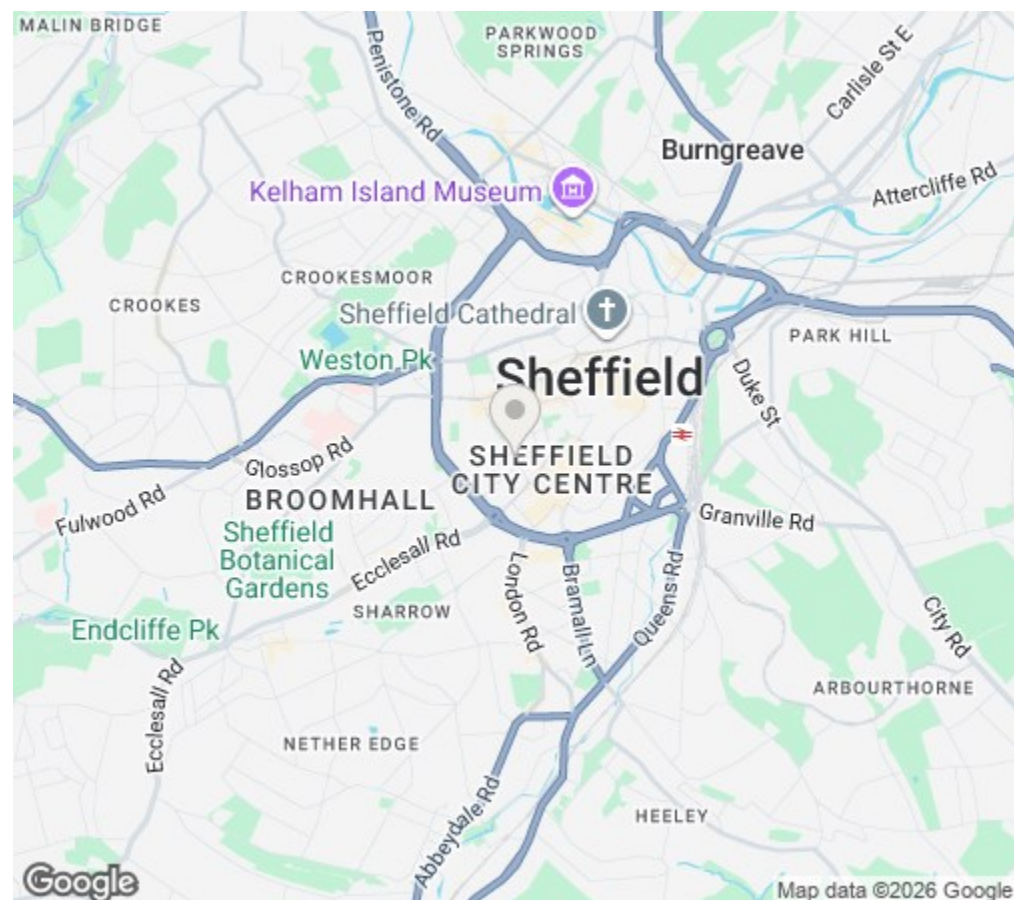 MALIN BRIDGE
PARKWOOD
SPRINGS
Penistone Rd
Carlisle St E
Burngreave
Kelham Island Museum
Attercliffe Rd
CROOKESMOOR
CROOKES
Sheffield Cathedral
PARK HILL
Weston Pk
Sheffield
Duke St
Glossop Rd
SHEFFIELD
CITY CENTRE
BROOMHALL
Fulwood Rd
Granville Rd
Sheffield
Botanical
Gardens
Ecclesall Rd
London Rd
Bramall Ln
Queens Rd
SHARROW
Endcliffe Pk
City Rd
Ecclesall Rd
ARBOURTHORNE
NETHER EDGE
Abbeydale Rd
HEELEY
Google
Map data ©2026 Google